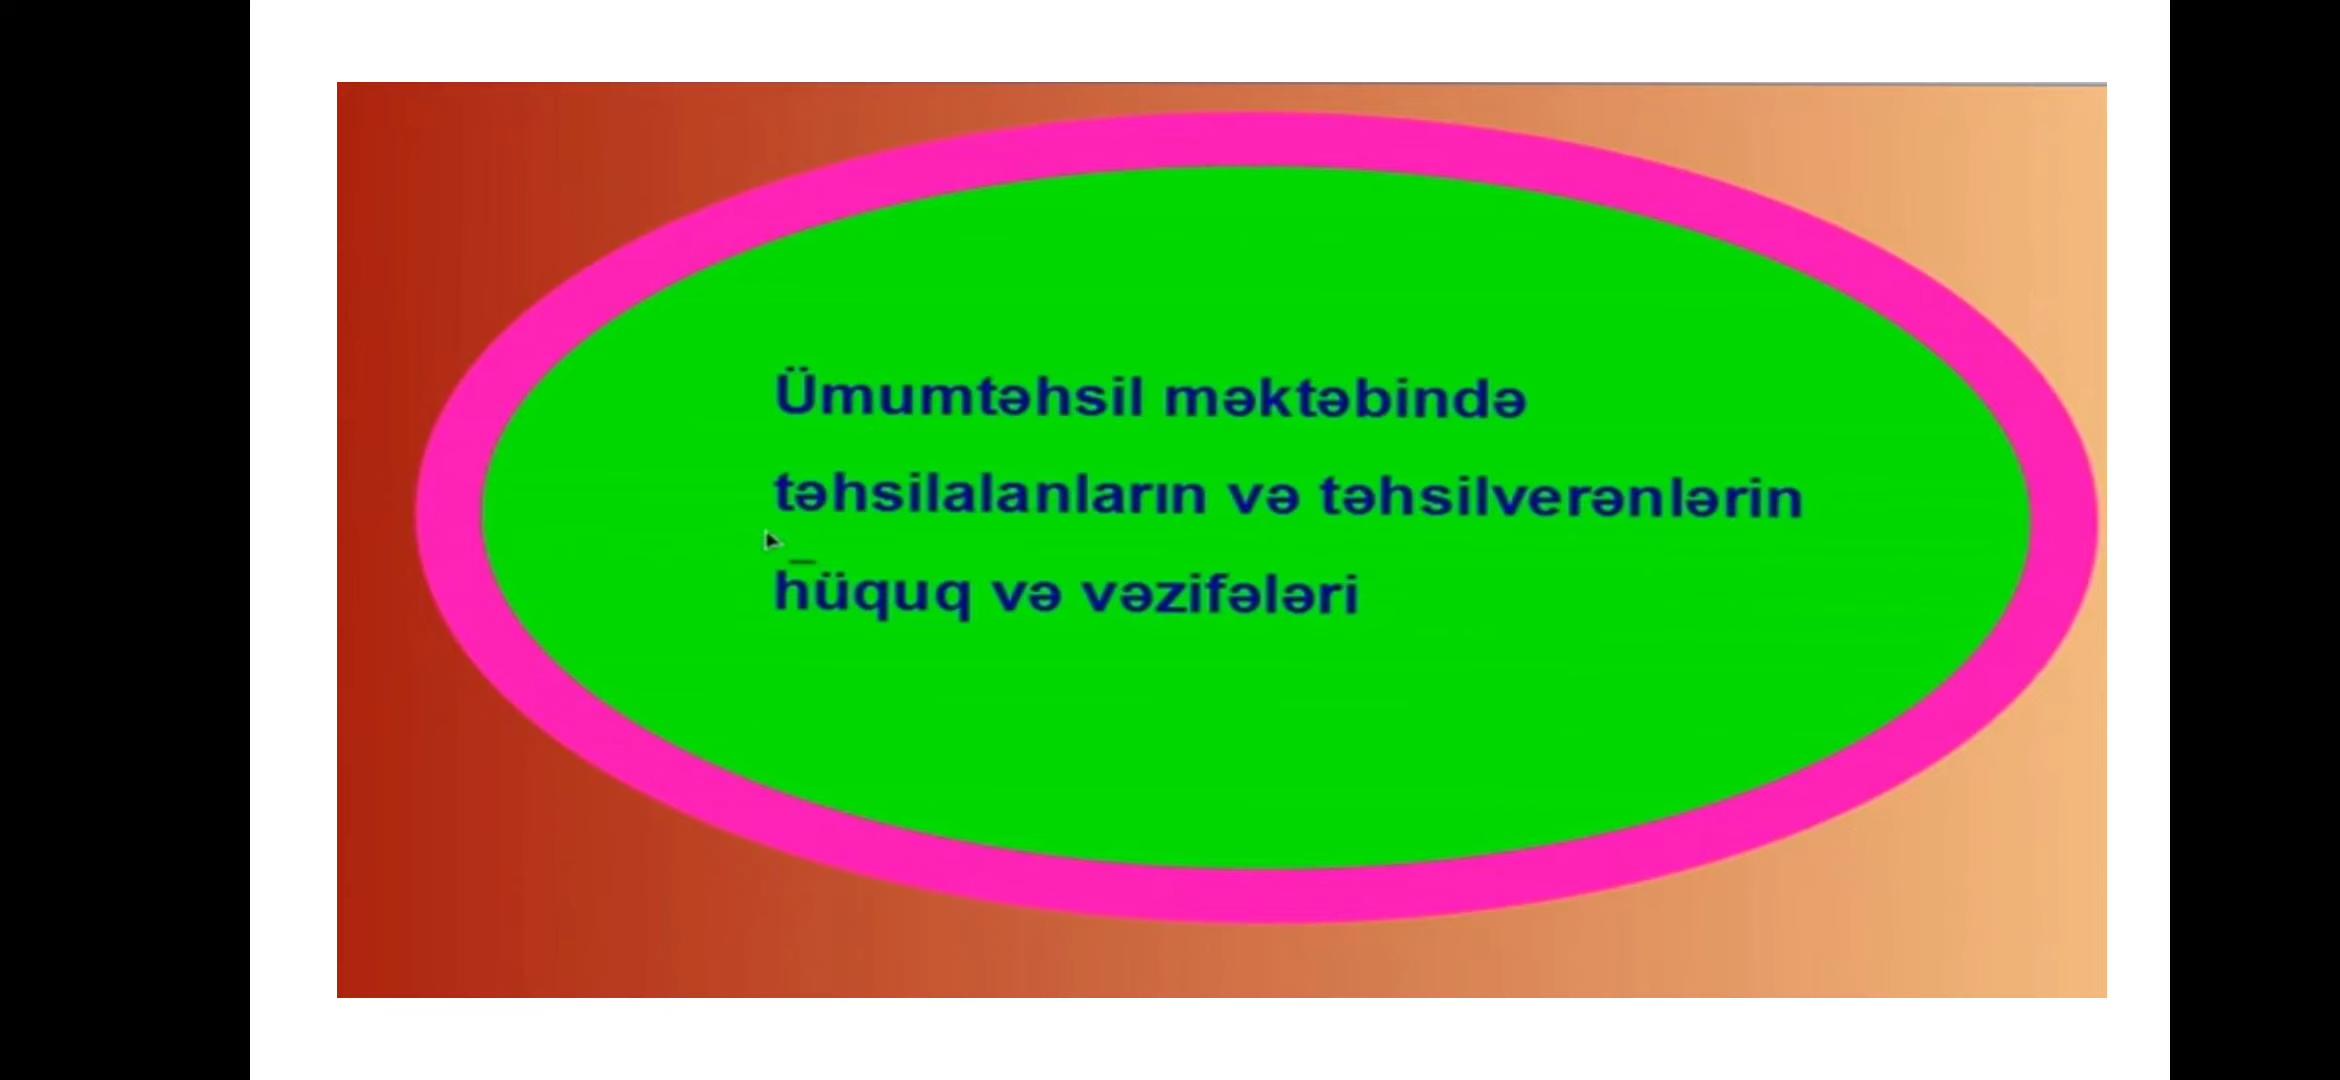 Ümumtəhsil məktəbində
təhsilalanların və təhsilverənlərin
hüquq və vəzifələri